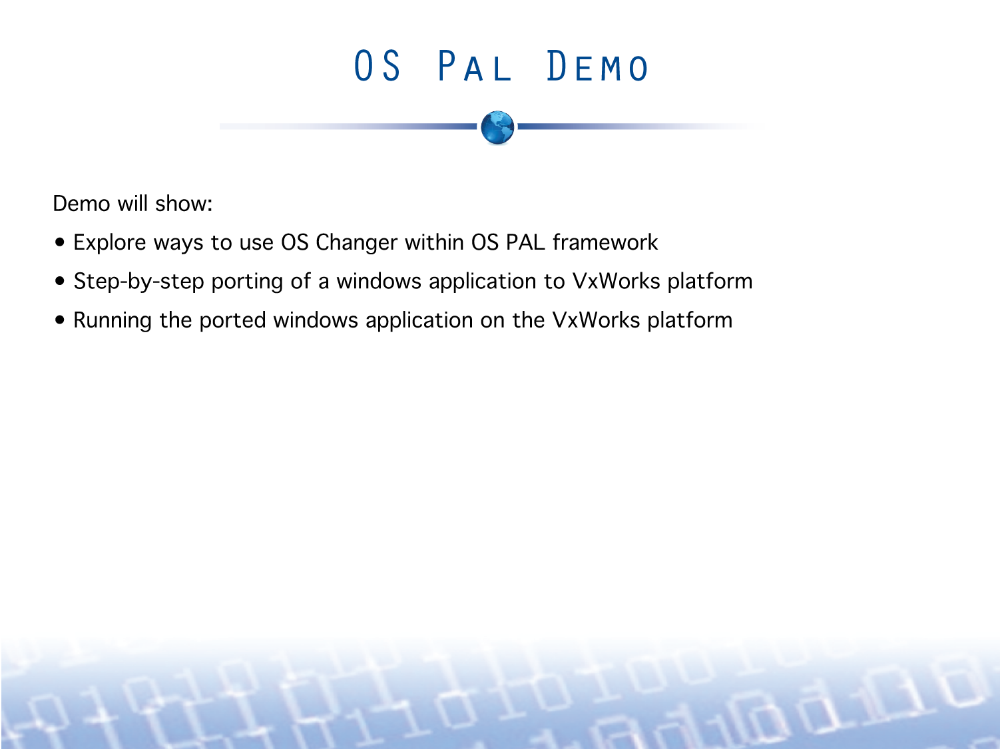 OS Pal Demo
Demo will show:
• Explore ways to use OS Changer within OS PAL framework
• Step-by-step porting of a windows application to VxWorks platform
• Running the ported windows application on the VxWorks platform